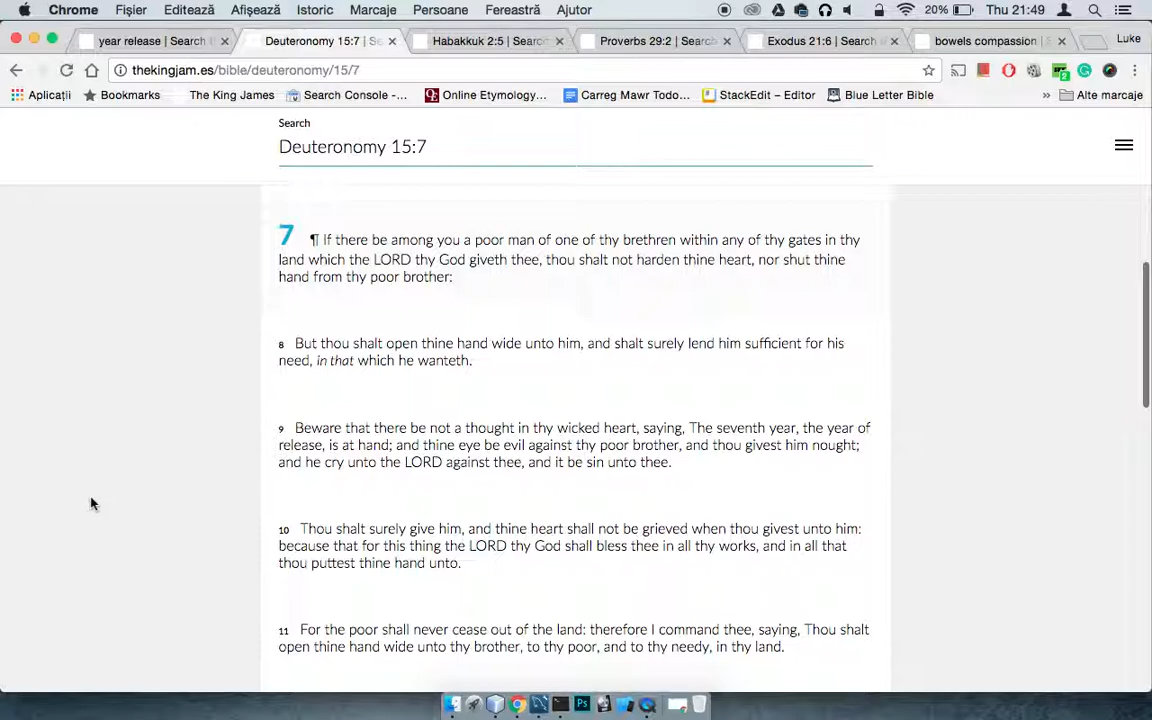 Chrome Fișier Editează Afișează Istoric Marcaje Persoane Fereastră Ajutor 20% Thu 21:49
year release | Search Deuteronomy 15:7 | Se Habakkuk 2:5 | Search Proverbs 29:2 | Search Exodus 21:6 | Search bowels compassion | S Luke
thekingjam.es/bible/deuteronomy/15/7
Aplicații Bookmarks The King James Search Console -... Online Etymology... Carreg Mawr Todo... StackEdit – Editor Blue Letter Bible » Alte marcaje
Search
Deuteronomy 15:7
7 ¶ If there be among you a poor man of one of thy brethren within any of thy gates in thy
land which the LORD thy God giveth thee, thou shalt not harden thine heart, nor shut thine
hand from thy poor brother:
8 But thou shalt open thine hand wide unto him, and shalt surely lend him sufficient for his
need, in that which he wanteth.
9 Beware that there be not a thought in thy wicked heart, saying, The seventh year, the year of
release, is at hand; and thine eye be evil against thy poor brother, and thou givest him nought;
and he cry unto the LORD against thee, and it be sin unto thee.
10 Thou shalt surely give him, and thine heart shall not be grieved when thou givest unto him:
because that for this thing the LORD thy God shall bless thee in all thy works, and in all that
thou puttest thine hand unto.
11 For the poor shall never cease out of the land: therefore I command thee, saying, Thou shalt
open thine hand wide unto thy brother, to thy poor, and to thy needy, in thy land.